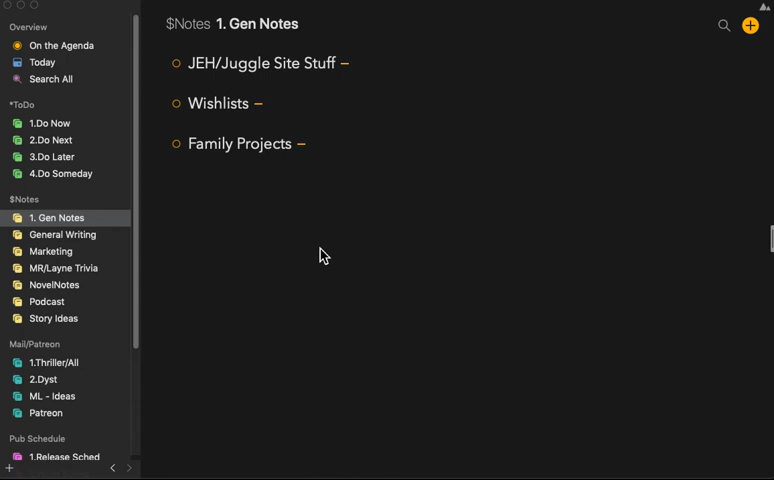 Overview
On the Agenda
Today
Search All
*ToDo
1.Do Now
2.Do Next
3.Do Later
4.Do Someday
$Notes
1. Gen Notes
General Writing
Marketing
MR/Layne Trivia
NovelNotes
Podcast
Story Ideas
Mail/Patreon
1.Thriller/All
2.Dyst
ML - Ideas
Patreon
Pub Schedule
1.Release Sched
$Notes 1. Gen Notes
JEH/Juggle Site Stuff –
Wishlists –
Family Projects –